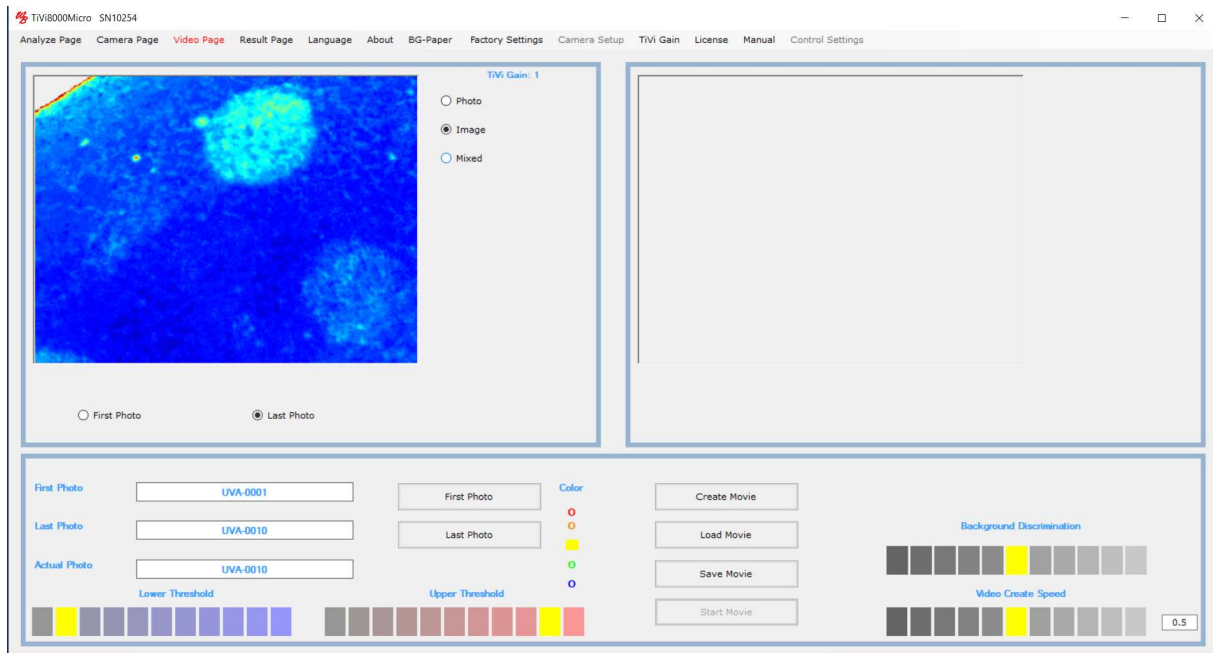 TiVi8000Micro SN10254
Analyze Page Camera Page Video Page Result Page Language About BG-Paper Factory Settings Camera Setup TiVi Gain License Manual Control Settings
TiVi Gain: 1
Photo
Image
Mixed
First Photo Last Photo
First Photo UVA-0001 First Photo Color Create Movie
O
Last Photo UVA-0010 Last Photo O Load Movie Background Discrimination
Actual Photo UVA-0010 O Save Movie
O
Lower Threshold Upper Threshold Start Movie Video Create Speed
0.5